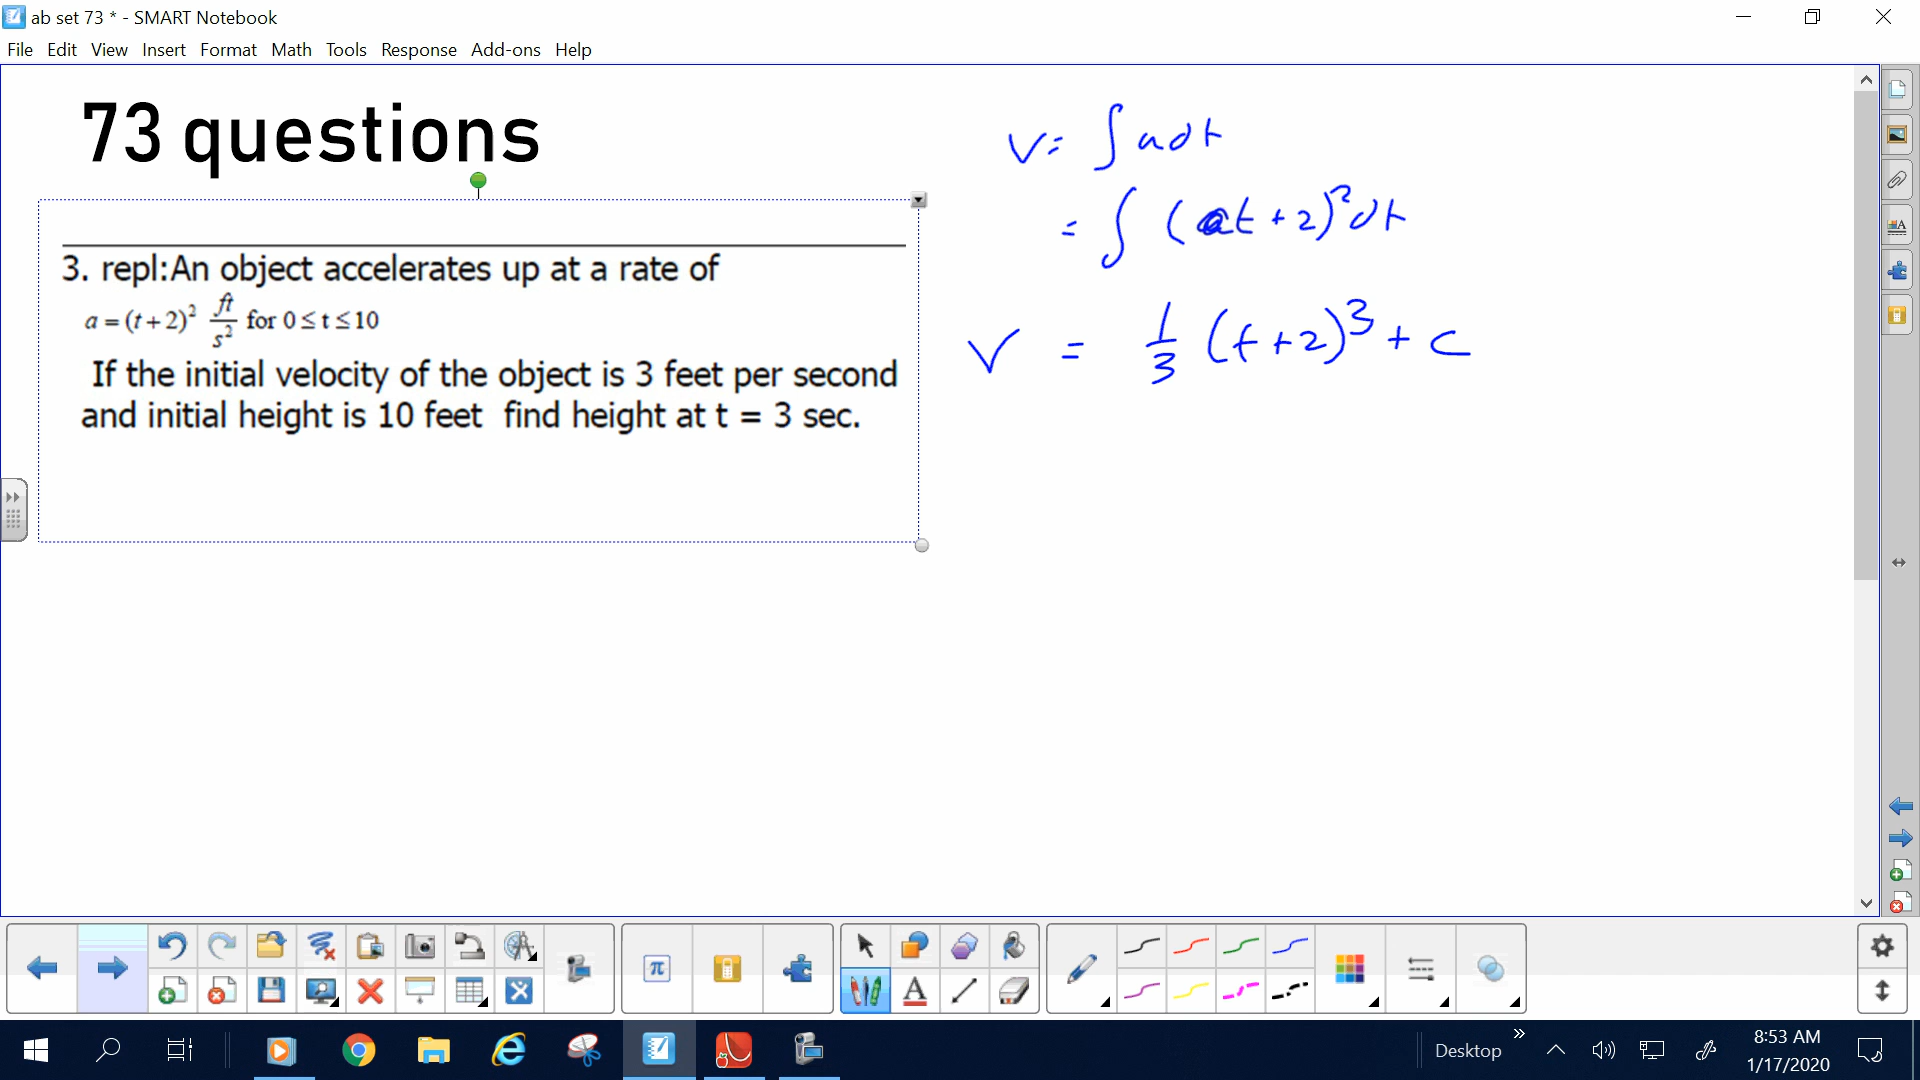 ab set 73 * - SMART Notebook
File Edit View Insert Format Math Tools Response Add-ons Help
73 questions
3. repl:An object accelerates up at a rate of
a = (t + 2)² ft/s² for 0 ≤ t ≤ 10
If the initial velocity of the object is 3 feet per second
and initial height is 10 feet find height at t = 3 sec.
V = ∫ a dt
= ∫ (t + 2)² dt
V = 1/3 (t + 2)³ + c
π
A
Desktop
8:53 AM
1/17/2020